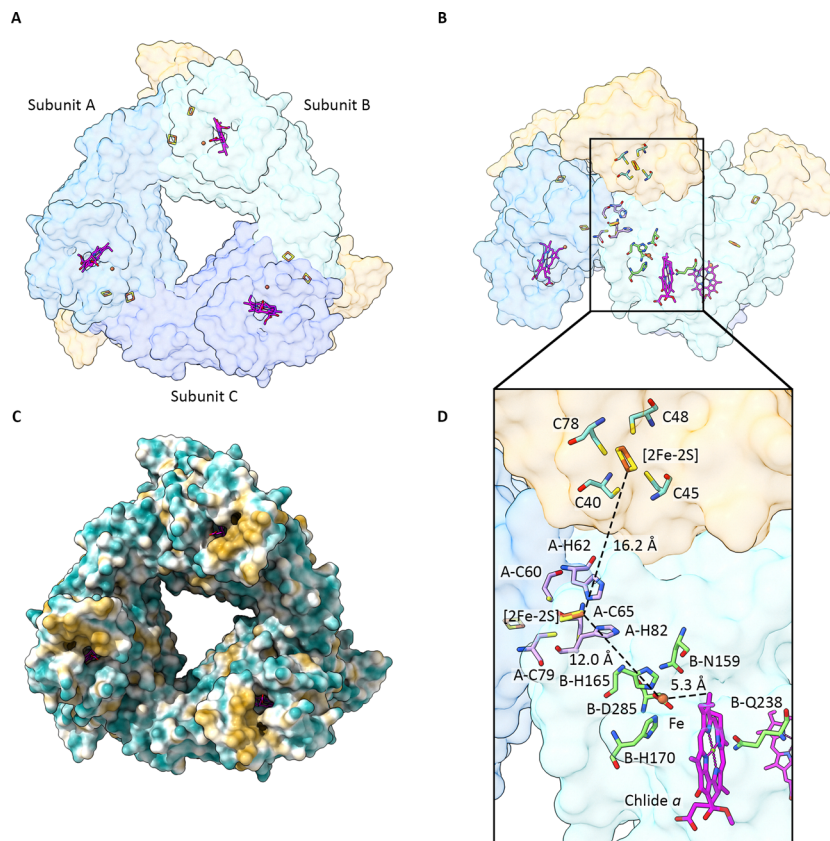 A
B
Subunit A
Subunit B
Subunit C
C
D
C78
C48
[2Fe-2S]
C40
C45
16.2 Å
A-H62
A-C60
[2Fe-2S]
A-C65
A-H82
A-C79
12.0 Å
B-N159
B-H165
5.3 Å
B-D285
B-Q238
Fe
B-H170
Chlide a